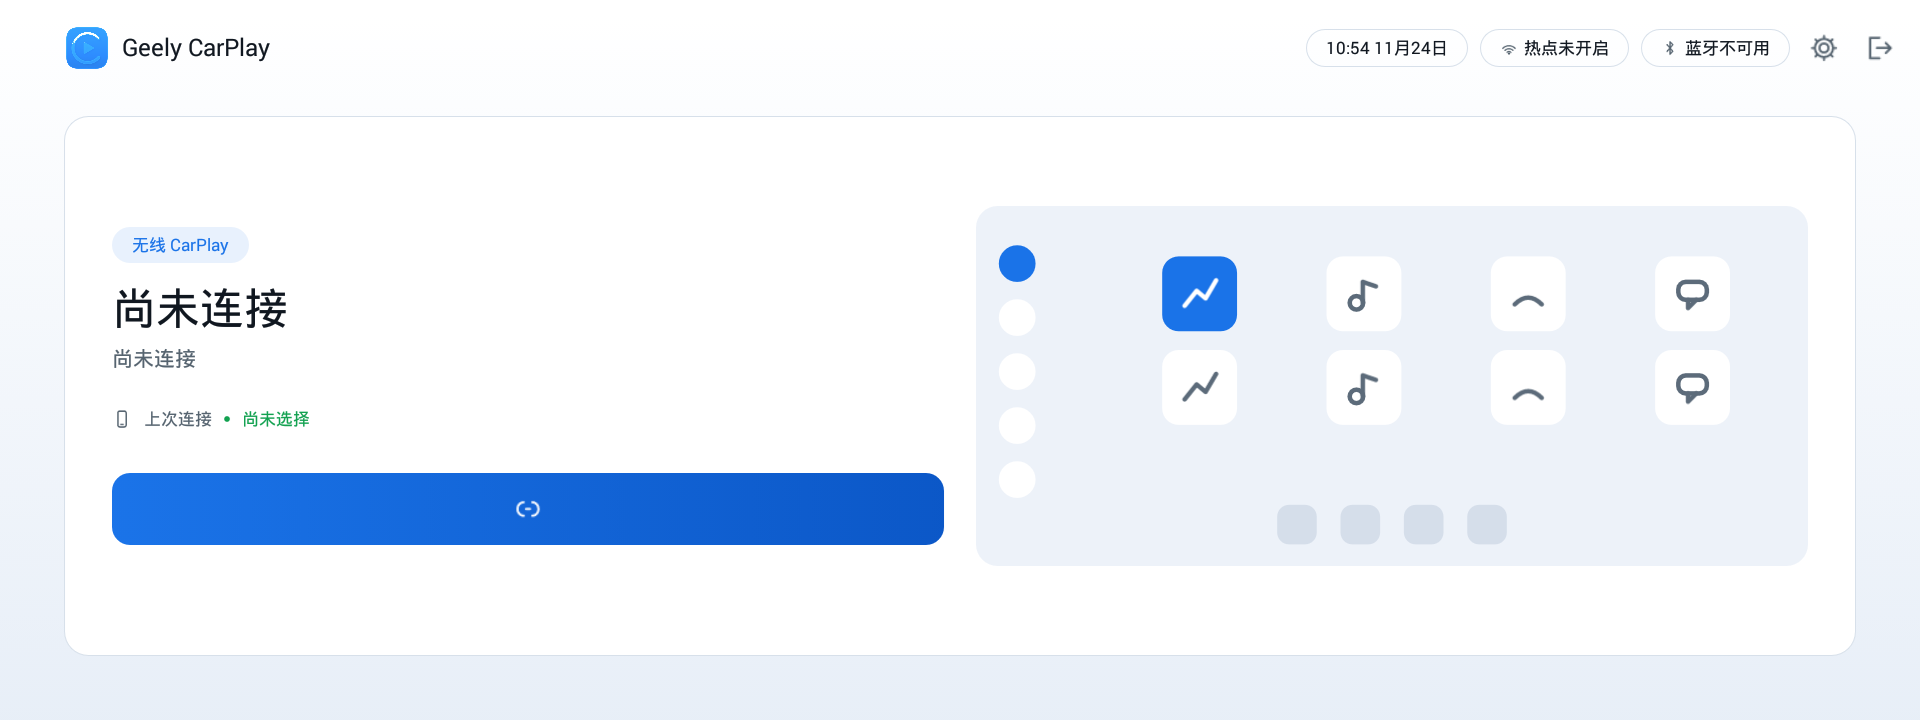 Geely CarPlay
10:54 11月24日
热点未开启
蓝牙不可用
无线 CarPlay
尚未连接
尚未连接
上次连接 • 尚未选择